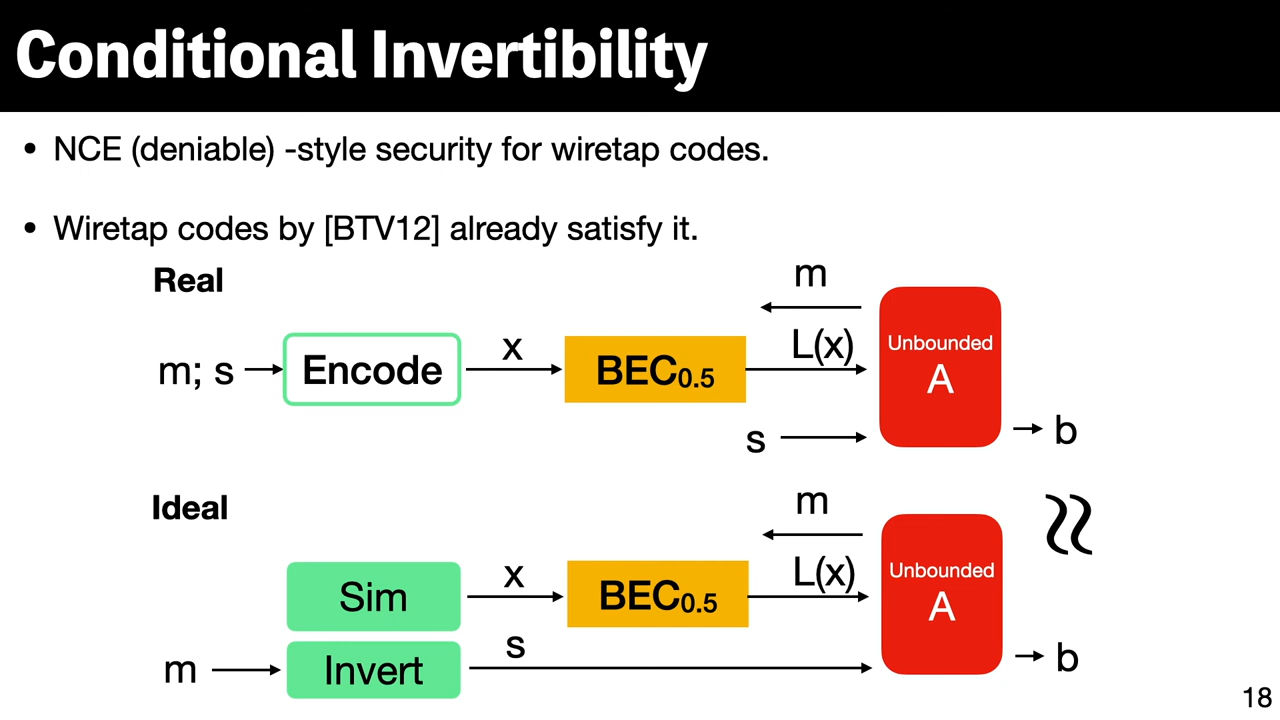 Conditional Invertibility
• NCE (deniable) -style security for wiretap codes.
• Wiretap codes by [BTV12] already satisfy it.
Real
m
m; s
Encode
x
BEC0.5
L(x)
Unbounded
A
s
b
Ideal
m
≈
Sim
x
BEC0.5
L(x)
Unbounded
A
m
Invert
s
b
18